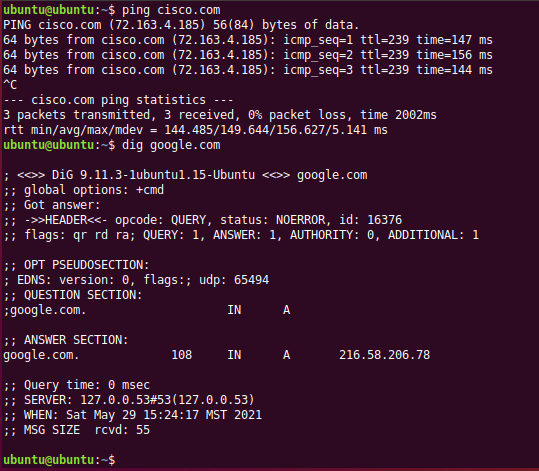 ubuntu@ubuntu:~$ ping cisco.com
PING cisco.com (72.163.4.185) 56(84) bytes of data.
64 bytes from cisco.com (72.163.4.185): icmp_seq=1 ttl=239 time=147 ms
64 bytes from cisco.com (72.163.4.185): icmp_seq=2 ttl=239 time=156 ms
64 bytes from cisco.com (72.163.4.185): icmp_seq=3 ttl=239 time=144 ms
^C
--- cisco.com ping statistics ---
3 packets transmitted, 3 received, 0% packet loss, time 2002ms
rtt min/avg/max/mdev = 144.485/149.644/156.627/5.141 ms
ubuntu@ubuntu:~$ dig google.com

; <<>> DiG 9.11.3-1ubuntu1.15-Ubuntu <<>> google.com
;; global options: +cmd
;; Got answer:
;; ->>HEADER<<- opcode: QUERY, status: NOERROR, id: 16376
;; flags: qr rd ra; QUERY: 1, ANSWER: 1, AUTHORITY: 0, ADDITIONAL: 1

;; OPT PSEUDOSECTION:
; EDNS: version: 0, flags:; udp: 65494
;; QUESTION SECTION:
;google.com.			IN	A

;; ANSWER SECTION:
google.com.		108	IN	A	216.58.206.78

;; Query time: 0 msec
;; SERVER: 127.0.0.53#53(127.0.0.53)
;; WHEN: Sat May 29 15:24:17 MST 2021
;; MSG SIZE  rcvd: 55

ubuntu@ubuntu:~$